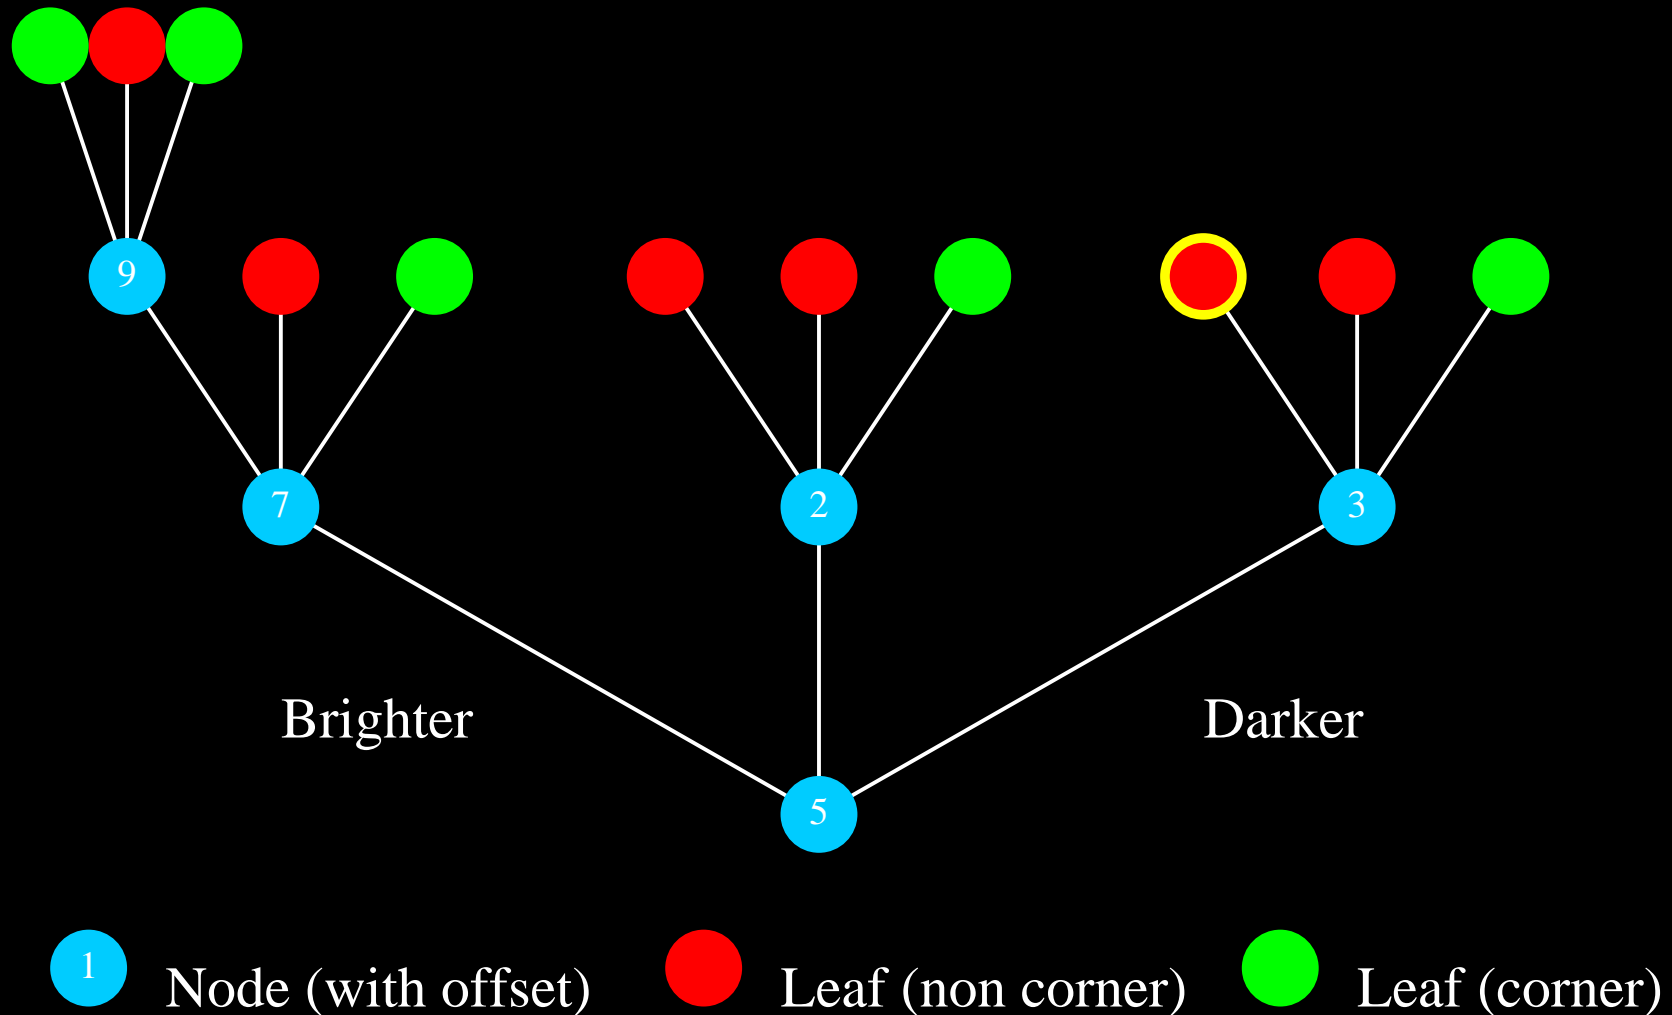 9
7 2 3
Brighter Darker
5
1 Node (with offset) Leaf (non corner) Leaf (corner)